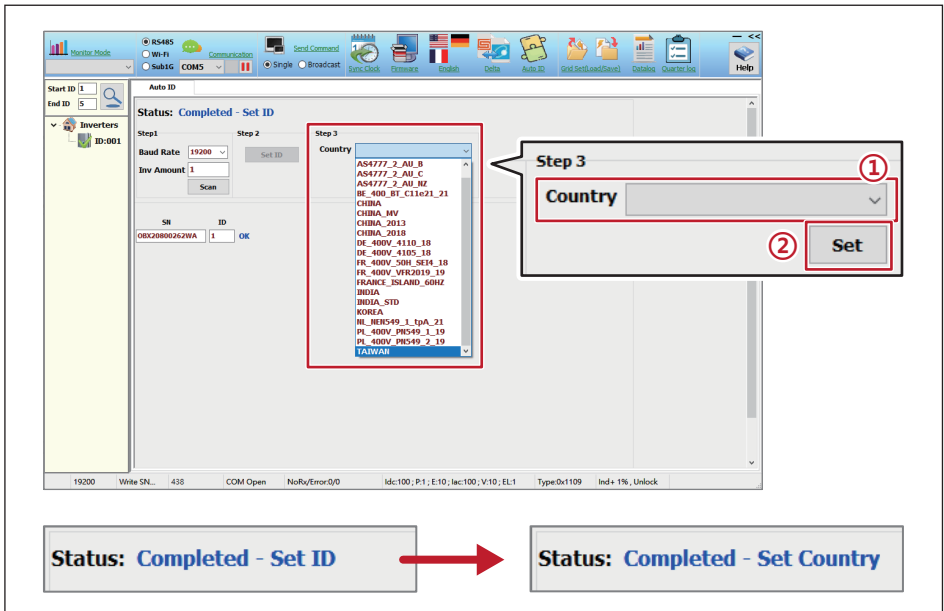 Monitor Mode
RS485
Wi-Fi
Sub1G COM5
Communication
Send Command
Single Broadcast
Sync Clock
Firmware
English
Delta
Auto ID
Grid Set(Load/Save)
Datalog
Quarter log
— <<
Help
Start ID 1
End ID 5
Inverters
ID:001
Auto ID
Status: Completed - Set ID
Step1
Baud Rate 19200
Inv Amount 1
Scan
Step 2
Set ID
Step 3
Country
AS4777_2_AU_B
AS4777_2_AU_C
AS4777_2_AU_NZ
BE_400_BT_C11e21_21
CHINA
CHINA_MV
CHINA_2013
CHINA_2018
DE_400V_4110_18
DE_400V_4105_18
FR_400V_50H_SEI4_18
FR_400V_VFR2019_19
FRANCE_ISLAND_60HZ
INDIA
INDIA_STD
KOREA
NL_NEN549_1_tpA_21
PL_400V_PN549_1_19
PL_400V_PN549_2_19
TAIWAN
SN ID
OBX20800262WA 1 OK
Step 3
①
Country
② Set
19200 Write SN... 438 COM Open NoRx/Error:0/0 Idc:100 ; P:1 ; E:10 ; Iac:100 ; V:10 ; EL:1 Type:0x1109 Ind+ 1% , Unlock
Status: Completed - Set ID
Status: Completed - Set Country